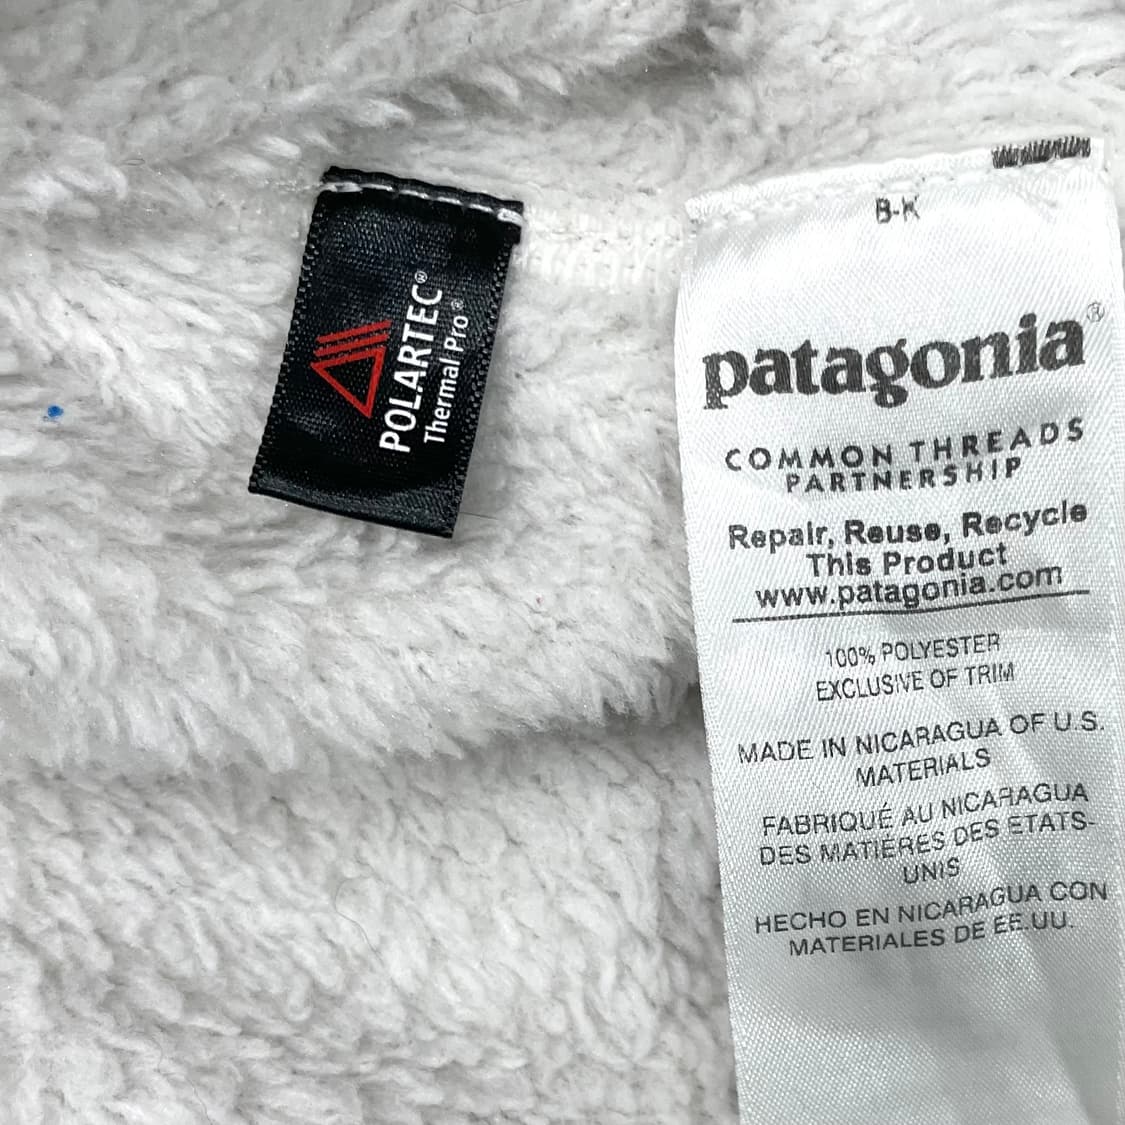 POLARTEC®
Thermal Pro®
B-K
patagonia®
COMMON THREADS
PARTNERSHIP
Repair, Reuse, Recycle
This Product
www.patagonia.com
100% POLYESTER
EXCLUSIVE OF TRIM
MADE IN NICARAGUA OF U.S.
MATERIALS
FABRIQUÉ AU NICARAGUA
DES MATIÈRES DES ÉTATS-
UNIS
HECHO EN NICARAGUA CON
MATERIALES DE EE.UU.